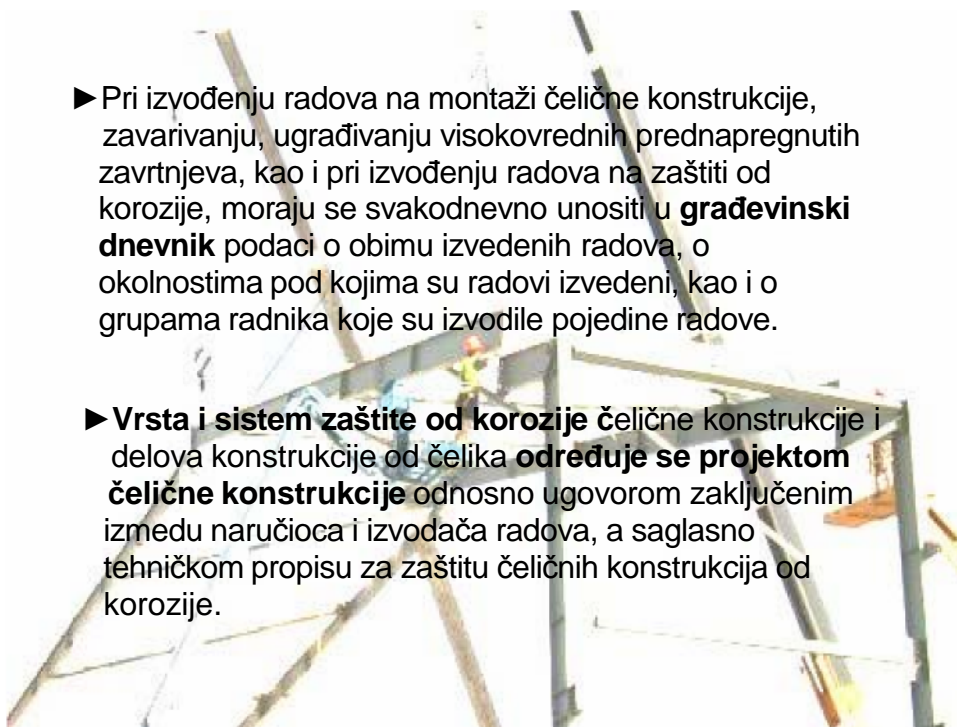 ►Pri izvođenju radova na montaži čelične konstrukcije,
zavarivanju, ugrađivanju visokovrednih prednapregnutih
zavrtnjeva, kao i pri izvođenju radova na zaštiti od
korozije, moraju se svakodnevno unositi u građevinski
dnevnik podaci o obimu izvedenih radova, o
okolnostima pod kojima su radovi izvedeni, kao i o
grupama radnika koje su izvodile pojedine radove.
►Vrsta i sistem zaštite od korozije čelične konstrukcije i
delova konstrukcije od čelika određuje se projektom
čelične konstrukcije odnosno ugovorom zaključenim
izmedu naručioca i izvodača radova, a saglasno
tehničkom propisu za zaštitu čeličnih konstrukcija od
korozije.